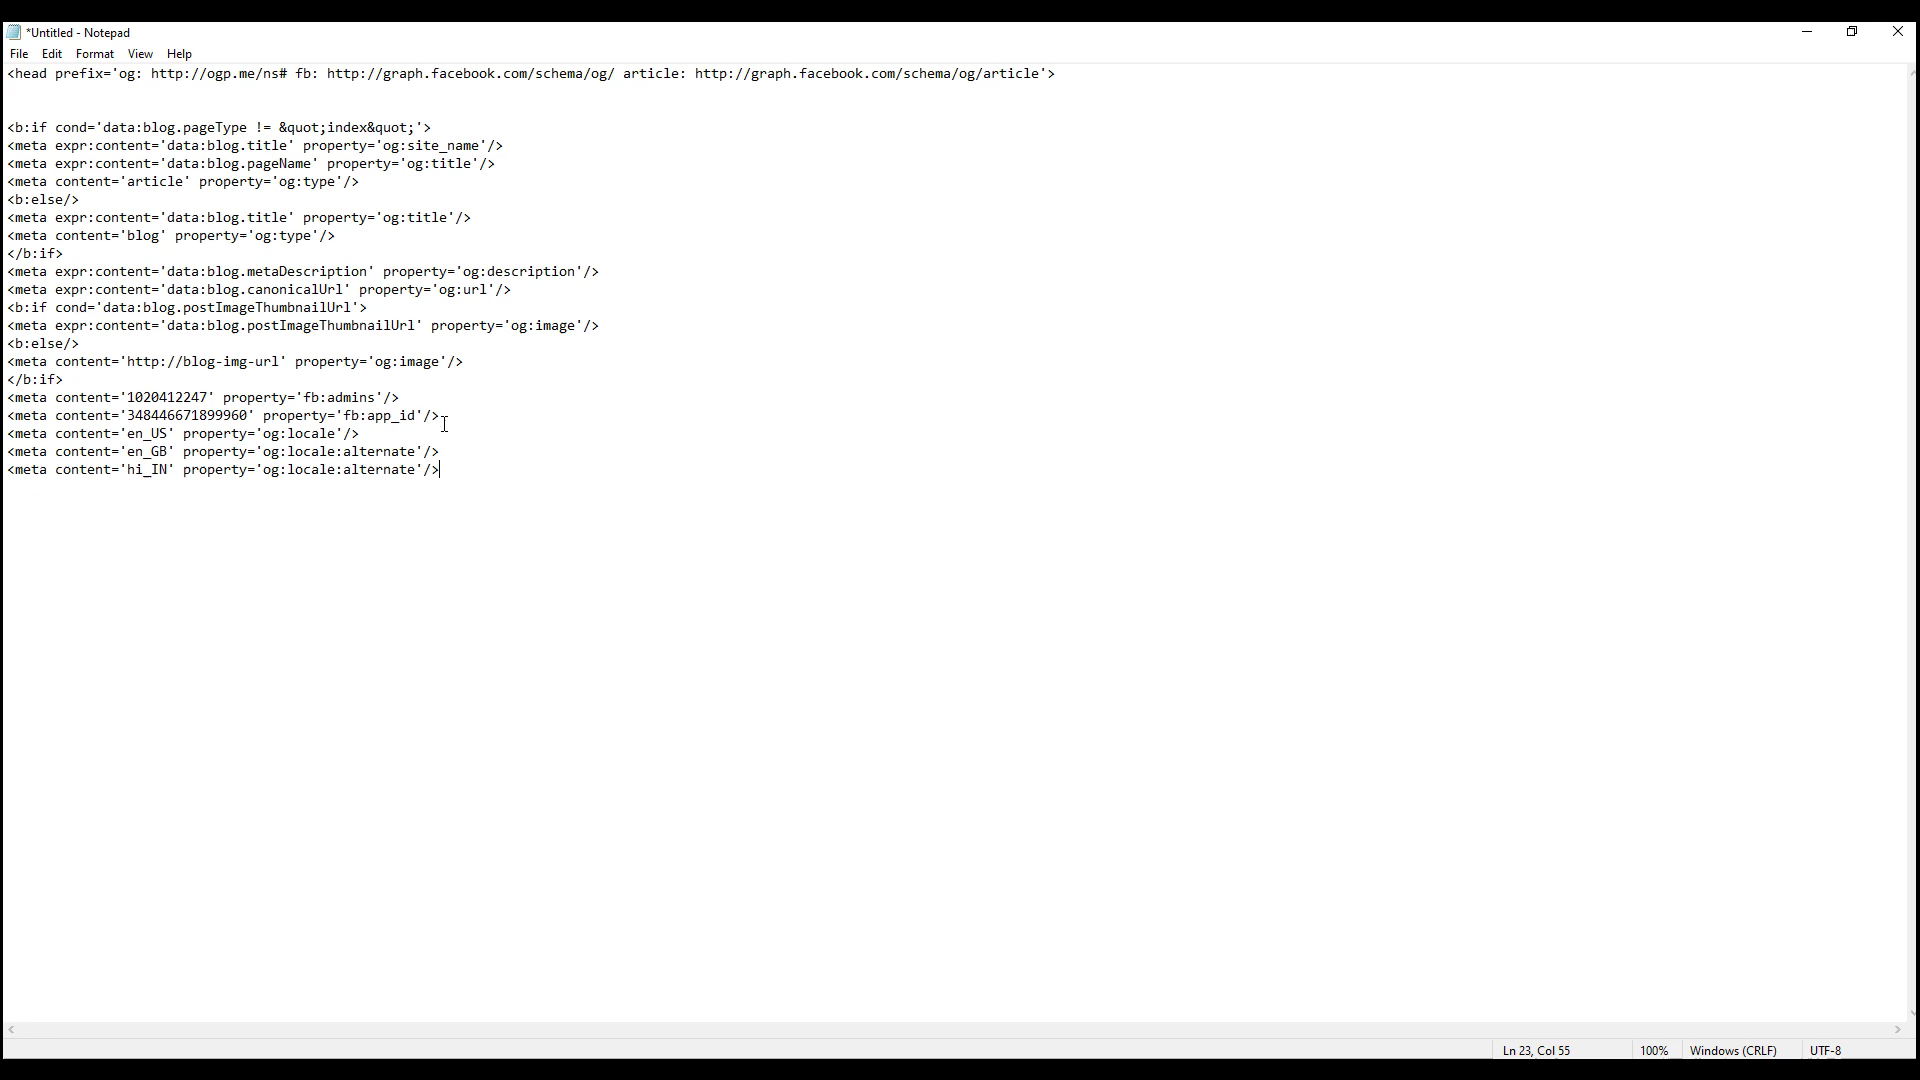 *Untitled - Notepad
File Edit Format View Help
<head prefix='og: http://ogp.me/ns# fb: http://graph.facebook.com/schema/og/ article: http://graph.facebook.com/schema/og/article'>
<b:if cond='data:blog.pageType != &quot;index&quot;'>
<meta expr:content='data:blog.title' property='og:site_name'/>
<meta expr:content='data:blog.pageName' property='og:title'/>
<meta content='article' property='og:type'/>
<b:else/>
<meta expr:content='data:blog.title' property='og:title'/>
<meta content='blog' property='og:type'/>
</b:if>
<meta expr:content='data:blog.metaDescription' property='og:description'/>
<meta expr:content='data:blog.canonicalUrl' property='og:url'/>
<b:if cond='data:blog.postImageThumbnailUrl'>
<meta expr:content='data:blog.postImageThumbnailUrl' property='og:image'/>
<b:else/>
<meta content='http://blog-img-url' property='og:image'/>
</b:if>
<meta content='1020412247' property='fb:admins'/>
<meta content='348446671899960' property='fb:app_id'/>
<meta content='en_US' property='og:locale'/>
<meta content='en_GB' property='og:locale:alternate'/>
<meta content='hi_IN' property='og:locale:alternate'/>
Ln 23, Col 55 100% Windows (CRLF) UTF-8